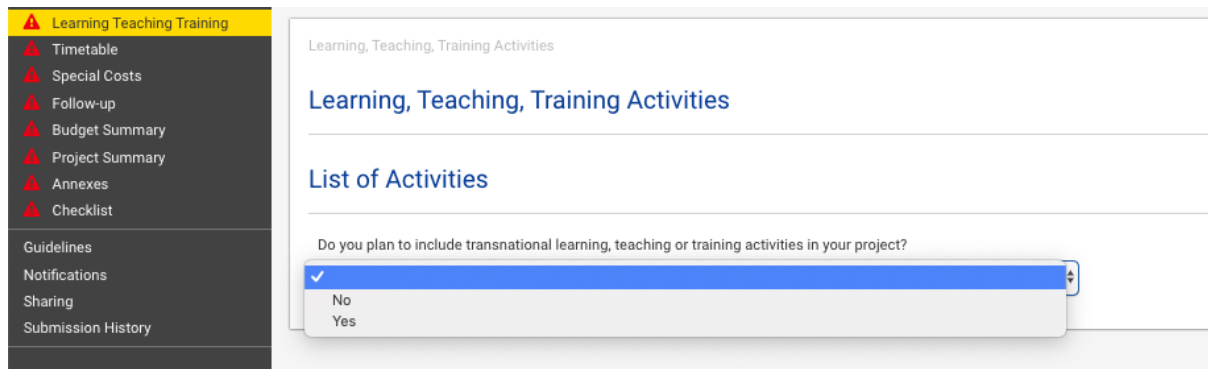 Learning Teaching Training
Timetable
Special Costs
Follow-up
Budget Summary
Project Summary
Annexes
Checklist
Guidelines
Notifications
Sharing
Submission History
Learning, Teaching, Training Activities
Learning, Teaching, Training Activities
List of Activities
Do you plan to include transnational learning, teaching or training activities in your project?
No
Yes